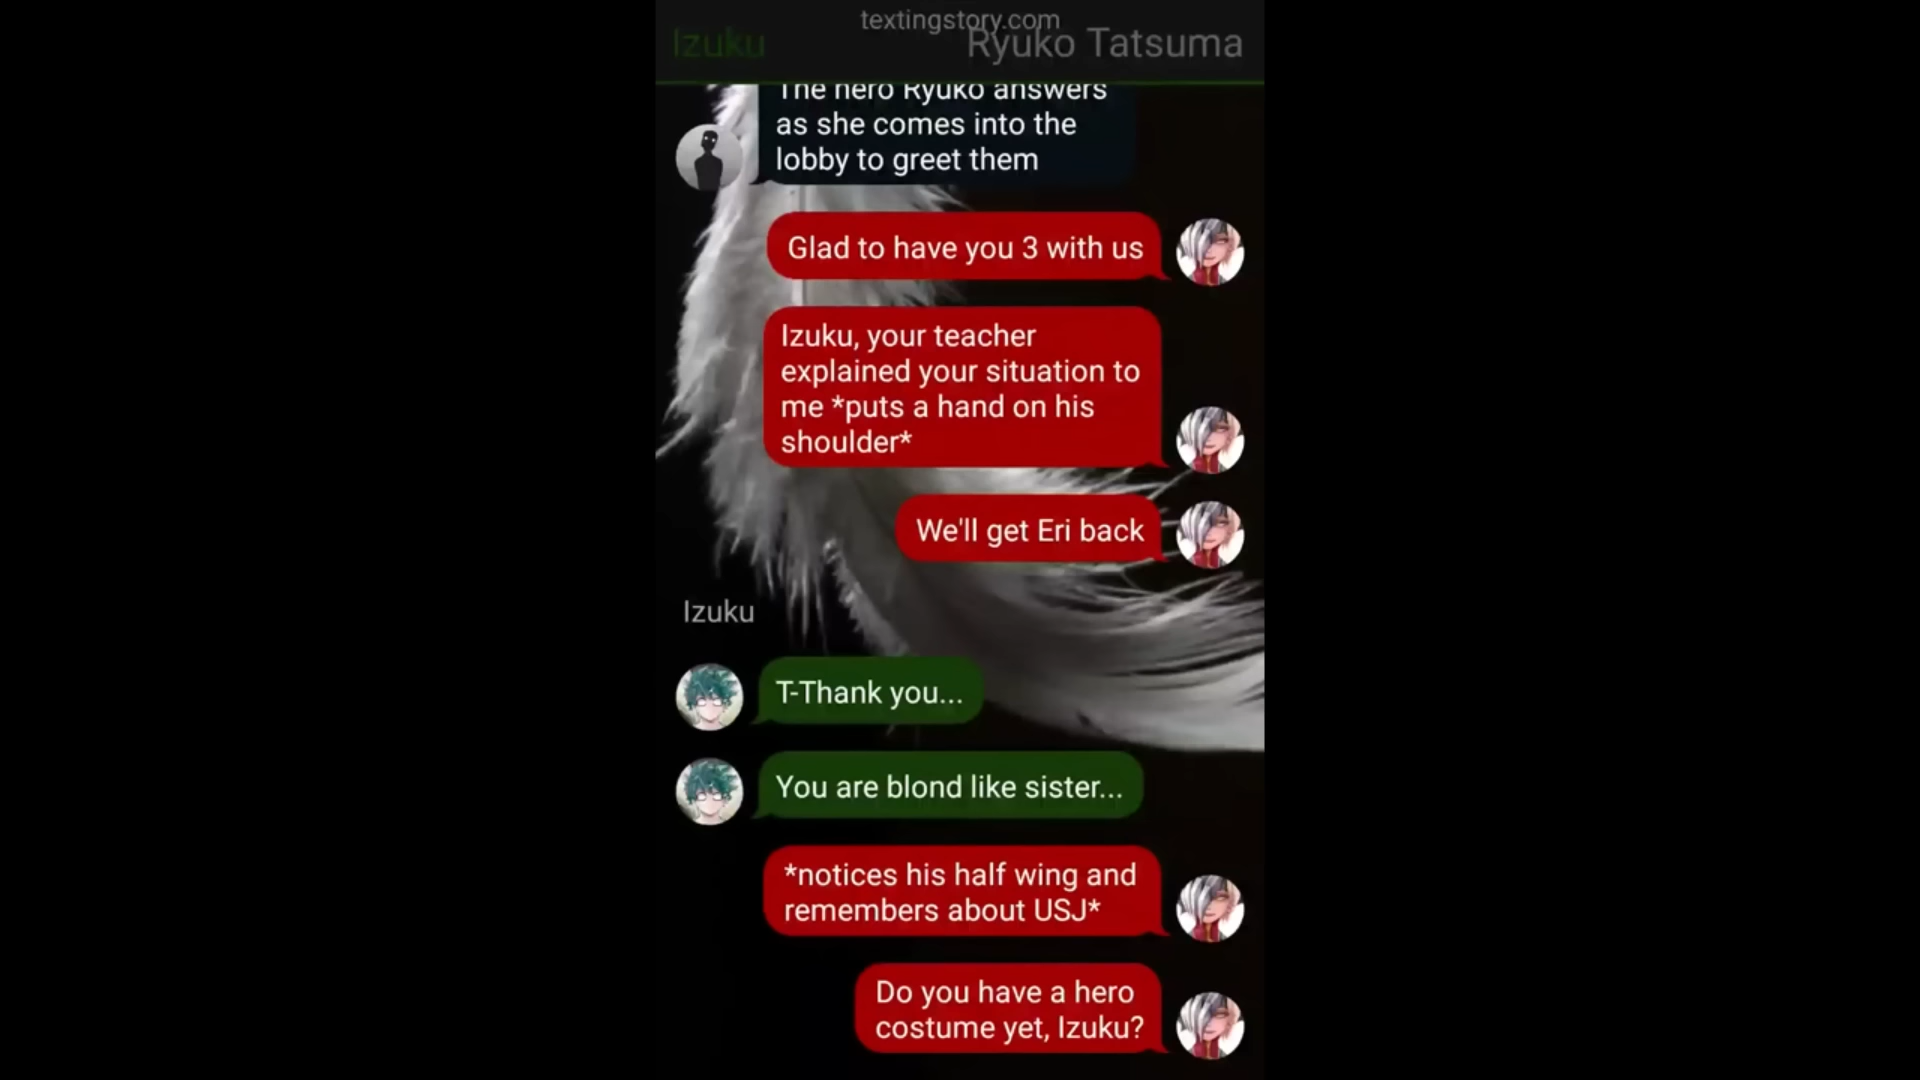 textingstory.com
Izuku
Ryuko Tatsuma
The hero Ryuko answers
as she comes into the
lobby to greet them
Glad to have you 3 with us
Izuku, your teacher
explained your situation to
me *puts a hand on his
shoulder*
We'll get Eri back
Izuku
T-Thank you...
You are blond like sister...
*notices his half wing and
remembers about USJ*
Do you have a hero
costume yet, Izuku?